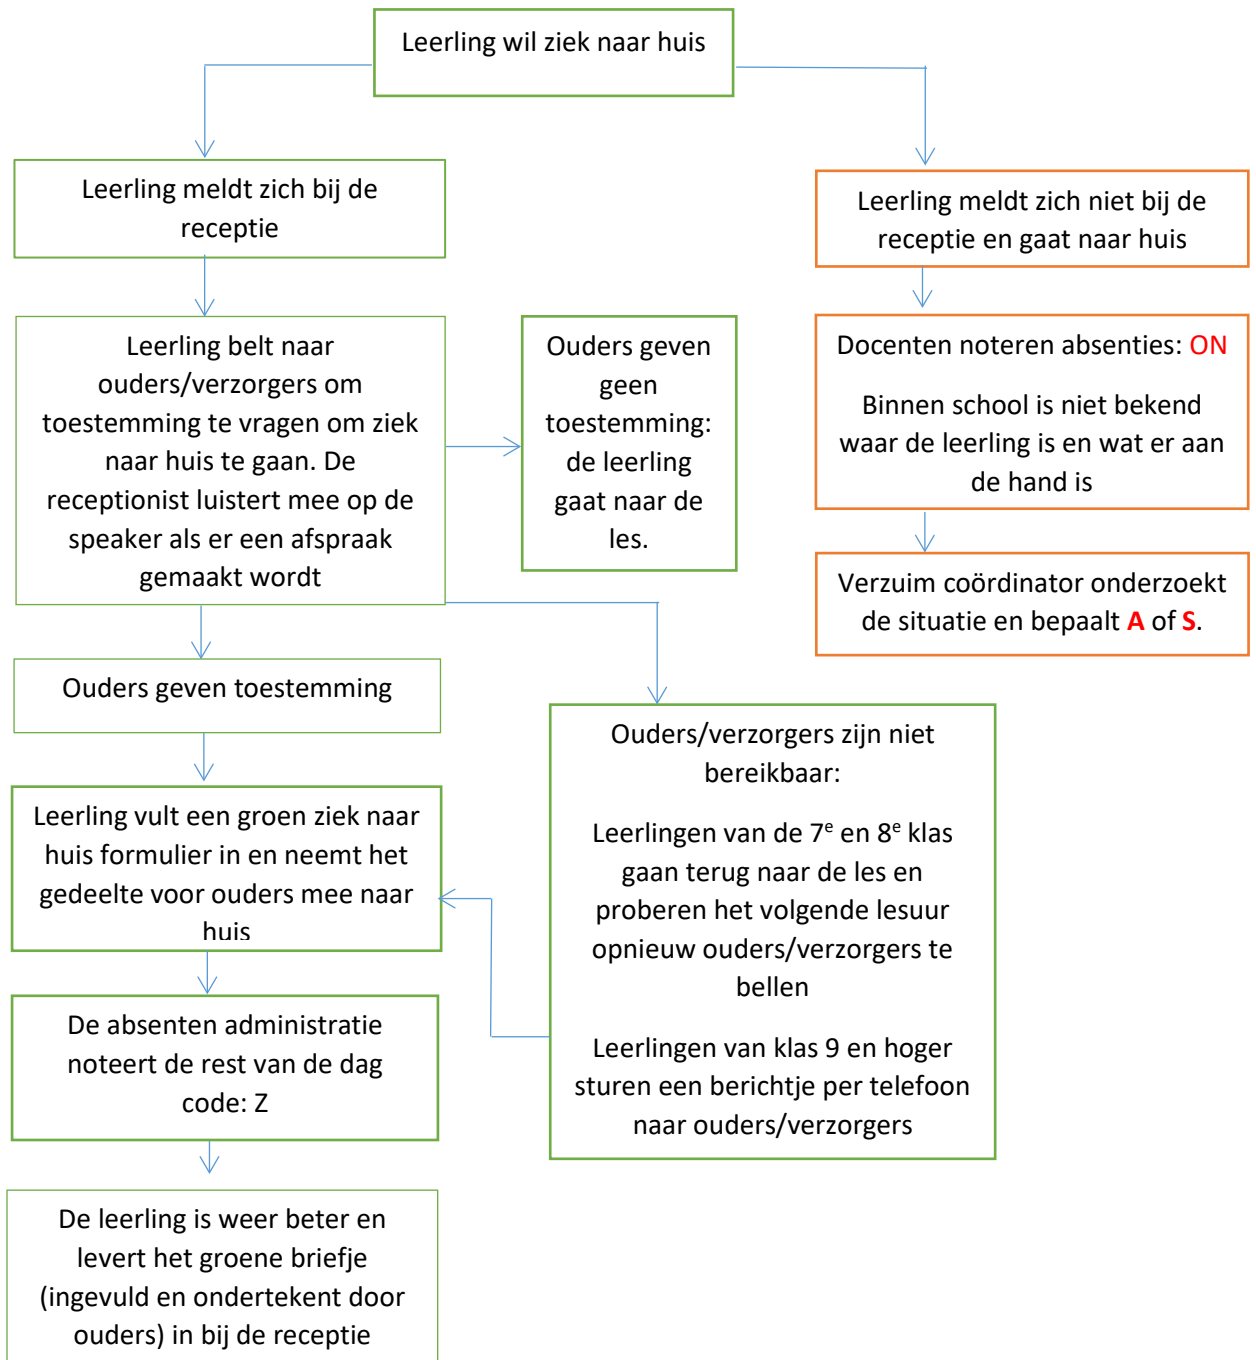 Leerling wil ziek naar huis
Leerling meldt zich bij de
receptie
Leerling meldt zich niet bij de
receptie en gaat naar huis
Leerling belt naar
ouders/verzorgers om
toestemming te vragen om ziek
naar huis te gaan. De
receptionist luistert mee op de
speaker als er een afspraak
gemaakt wordt
Ouders geven
geen
toestemming:
de leerling
gaat naar de
les.
Docenten noteren absenties: ON
Binnen school is niet bekend
waar de leerling is en wat er aan
de hand is
Verzuim coördinator onderzoekt
de situatie en bepaalt A of S.
Ouders geven toestemming
Ouders/verzorgers zijn niet
bereikbaar:
Leerlingen van de 7e en 8e klas
gaan terug naar de les en
proberen het volgende lesuur
opnieuw ouders/verzorgers te
bellen
Leerlingen van klas 9 en hoger
sturen een berichtje per telefoon
naar ouders/verzorgers
Leerling vult een groen ziek naar
huis formulier in en neemt het
gedeelte voor ouders mee naar
huis
De absenten administratie
noteert de rest van de dag
code: Z
De leerling is weer beter en
levert het groene briefje
(ingevuld en ondertekent door
ouders) in bij de receptie